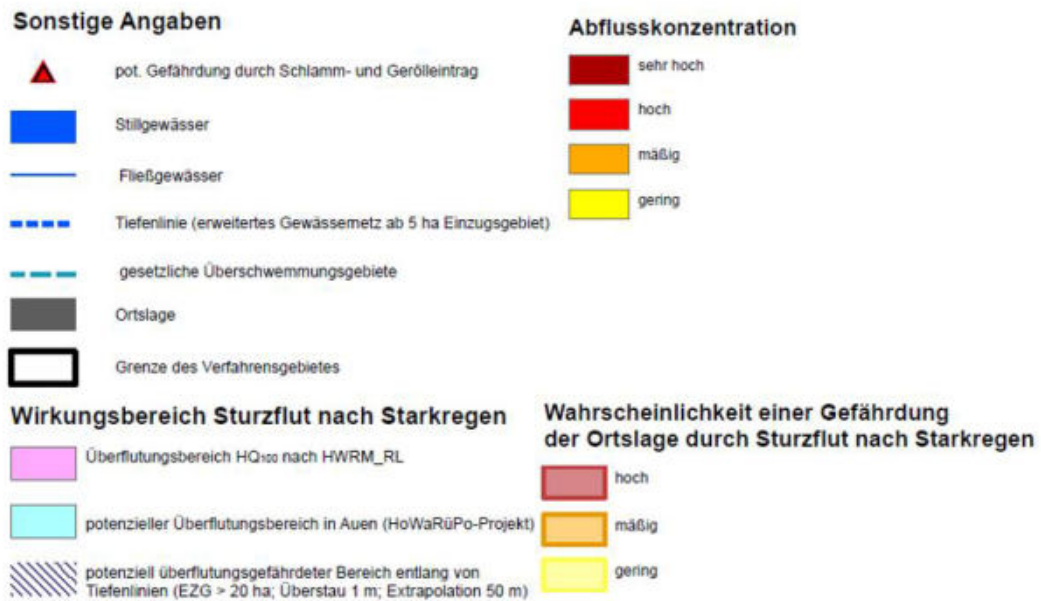 Sonstige Angaben
pot. Gefährdung durch Schlamm- und Gerölleintrag
Stillgewässer
Fließgewässer
Tiefenlinie (erweitertes Gewässernetz ab 5 ha Einzugsgebiet)
gesetzliche Überschwemmungsgebiete
Ortslage
Grenze des Verfahrensgebietes
Abflusskonzentration
sehr hoch
hoch
mäßig
gering
Wirkungsbereich Sturzflut nach Starkregen
Überflutungsbereich HQ100 nach HWRM_RL
potenzieller Überflutungsbereich in Auen (HoWaRüPo-Projekt)
potenziell überflutungsgefährdeter Bereich entlang von
Tiefenlinien (EZG > 20 ha; Überstau 1 m; Extrapolation 50 m)
Wahrscheinlichkeit einer Gefährdung
der Ortslage durch Sturzflut nach Starkregen
hoch
mäßig
gering